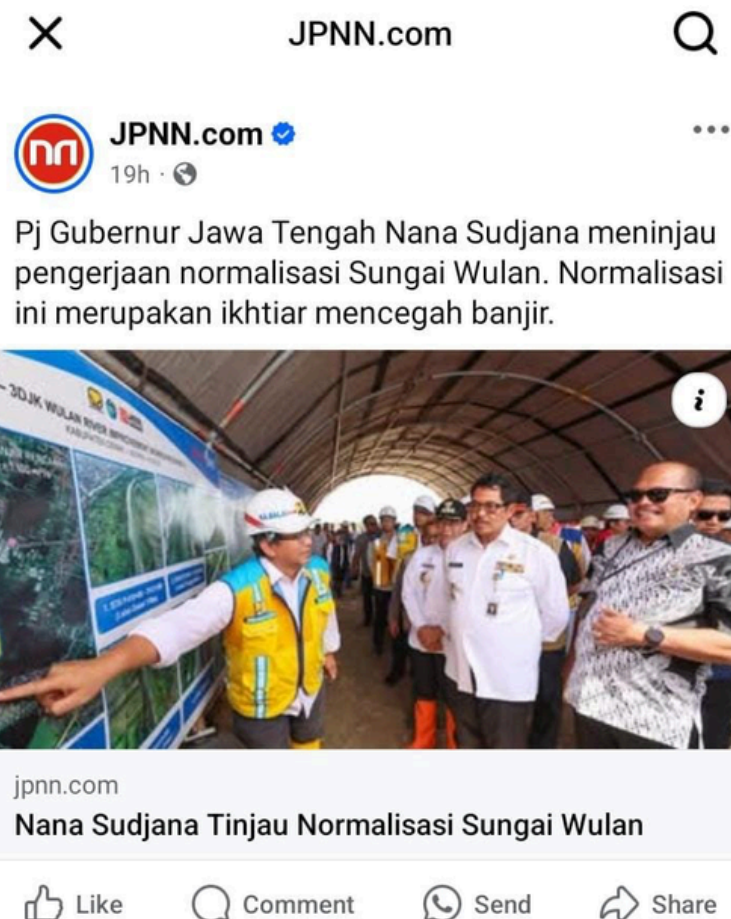 JPNN.com
JPNN.com
19h ·
Pj Gubernur Jawa Tengah Nana Sudjana meninjau
pengerjaan normalisasi Sungai Wulan. Normalisasi
ini merupakan ikhtiar mencegah banjir.
- 3DJK WULAN RIVER IMPROVEMENT
i
jpnn.com
Nana Sudjana Tinjau Normalisasi Sungai Wulan
Like
Comment
Send
Share